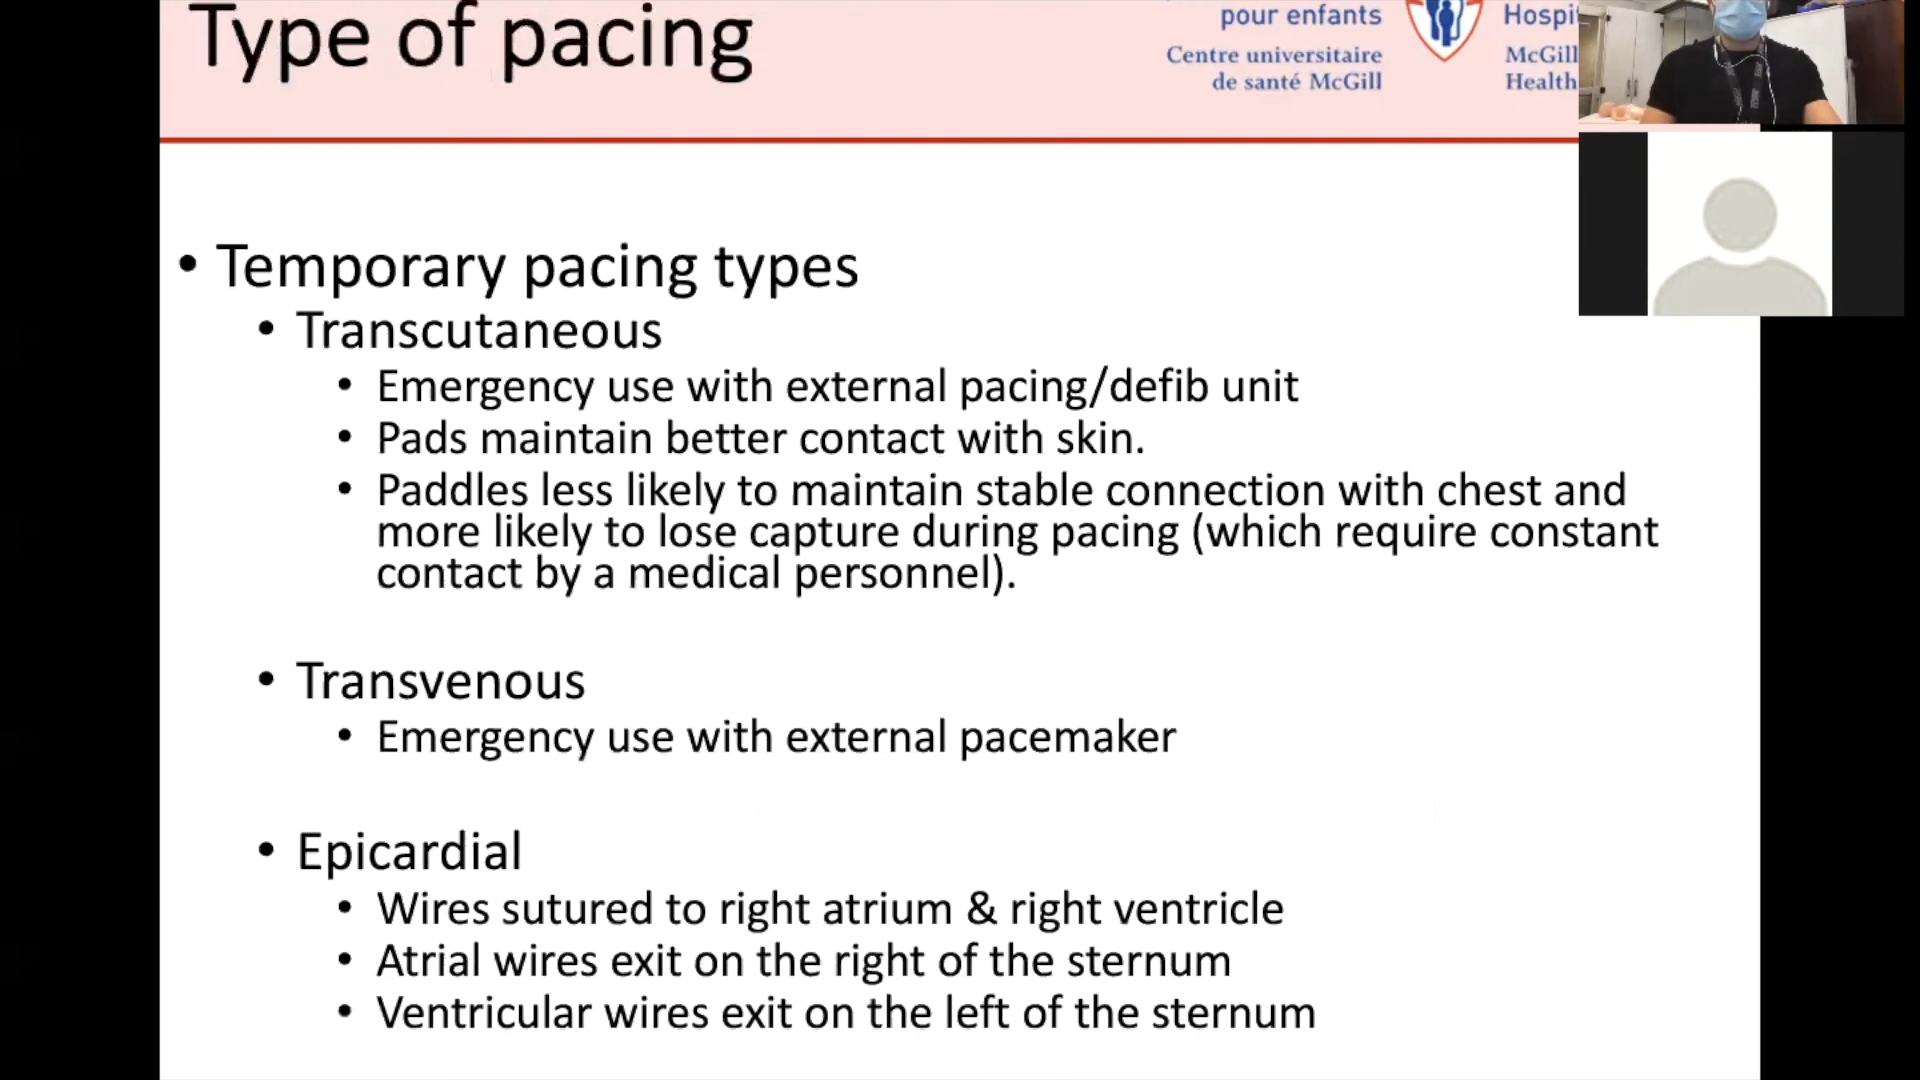 Type of pacing
pour enfants
Centre universitaire
de santé McGill
McGill
Health
• Temporary pacing types
• Transcutaneous
• Emergency use with external pacing/defib unit
• Pads maintain better contact with skin.
• Paddles less likely to maintain stable connection with chest and
more likely to lose capture during pacing (which require constant
contact by a medical personnel).
• Transvenous
• Emergency use with external pacemaker
• Epicardial
• Wires sutured to right atrium & right ventricle
• Atrial wires exit on the right of the sternum
• Ventricular wires exit on the left of the sternum